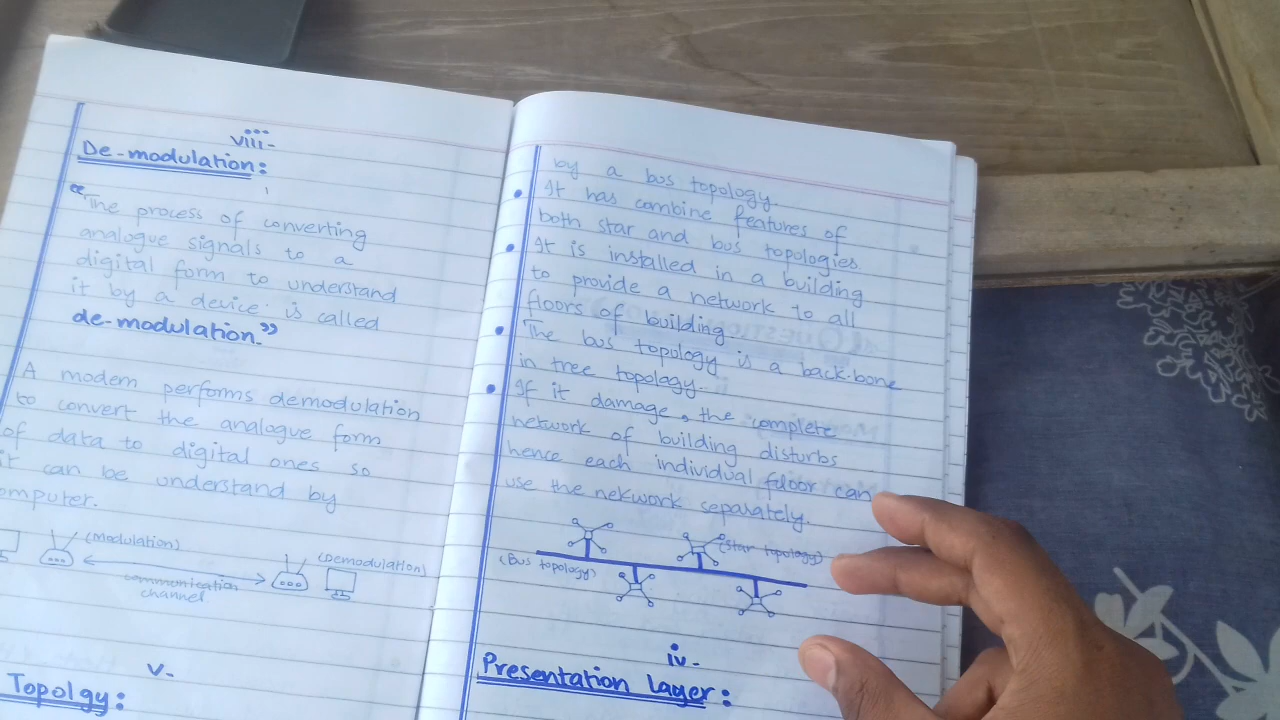 viii-
De-modulation:
"The process of converting
analogue signals to a
digital form to understand
it by a device is called
de-modulation."
A modem performs demodulation
to convert the analogue form
of data to digital ones so
it can be understand by
omputer.
(Modulation)
(Demodulation)
communication
channel
v-
Topolgy:
by a bus topology.
• It has combine features of
both star and bus topologies.
• It is installed in a building
to provide a network to all
floors of building.
• The bus topology is a back-bone
in tree topology.
• If it damage, the complete
network of building disturbs
hence each individual floor can
use the nekwork separately.
(Star topology)
(Bus topology)
iv-
Presentation layer: